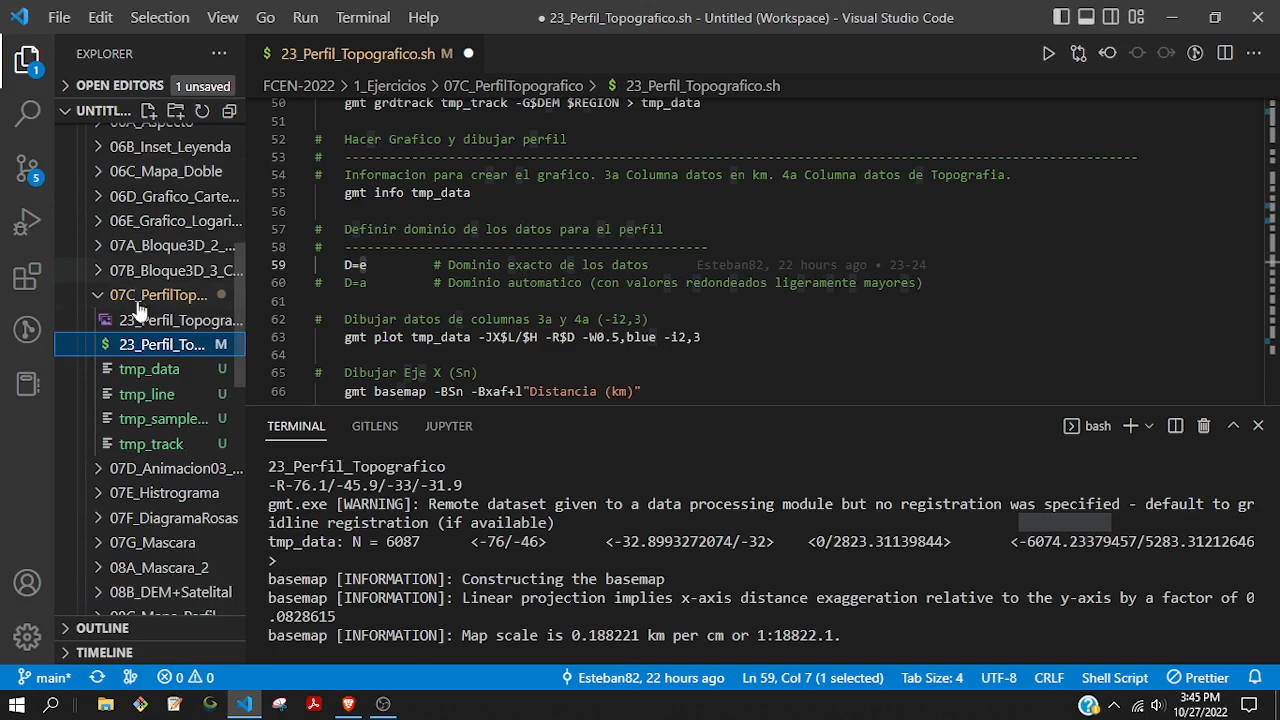 File Edit Selection View Go Run Terminal Help
● 23_Perfil_Topografico.sh - Untitled (Workspace) - Visual Studio Code
EXPLORER ...
$ 23_Perfil_Topografico.sh M ●
OPEN EDITORS 1 unsaved
FCEN-2022 > 1_Ejercicios > 07C_PerfilTopografico > $ 23_Perfil_Topografico.sh
UNTITL...
06B_Inset_Leyenda
06C_Mapa_Doble
06D_Grafico_Carte...
06E_Grafico_Logari...
07A_Bloque3D_2_...
07B_Bloque3D_3_C...
07C_PerfilTop...
23_Perfil_Topogra...
$ 23_Perfil_To... M
tmp_data U
tmp_line U
tmp_sample... U
tmp_track U
07D_Animacion03_...
07E_Histrograma
07F_DiagramaRosas
07G_Mascara
08A_Mascara_2
08B_DEM+Satelital
OUTLINE
TIMELINE
1
5
50 gmt grdtrack tmp_track -G$DEM $REGION > tmp_data
51
52 # Hacer Grafico y dibujar perfil
53 # -----------------------------------------------------------------------------------------------------------
54 # Informacion para crear el grafico. 3a Columna datos en km. 4a Columna datos de Topografia.
55 gmt info tmp_data
56
57 # Definir dominio de los datos para el perfil
58 # ------------------------------------------------
59 D=e # Dominio exacto de los datos Esteban82, 22 hours ago • 23-24
60 # D=a # Dominio automatico (con valores redondeados ligeramente mayores)
61
62 # Dibujar datos de columnas 3a y 4a (-i2,3)
63 gmt plot tmp_data -JX$L/$H -R$D -W0.5,blue -i2,3
64
65 # Dibujar Eje X (Sn)
66 gmt basemap -BSn -Bxaf+l"Distancia (km)"
TERMINAL GITLENS JUPYTER bash
23_Perfil_Topografico
-R-76.1/-45.9/-33/-31.9
gmt.exe [WARNING]: Remote dataset given to a data processing module but no registration was specified - default to gr
idline registration (if available)
tmp_data: N = 6087 <-76/-46> <-32.8993272074/-32> <0/2823.31139844> <-6074.23379457/5283.31212646
>
basemap [INFORMATION]: Constructing the basemap
basemap [INFORMATION]: Linear projection implies x-axis distance exaggeration relative to the y-axis by a factor of 0
.0828615
basemap [INFORMATION]: Map scale is 0.188221 km per cm or 1:18822.1.
main* 0 0 Esteban82, 22 hours ago Ln 59, Col 7 (1 selected) Tab Size: 4 UTF-8 CRLF Shell Script Prettier
3:45 PM
10/27/2022